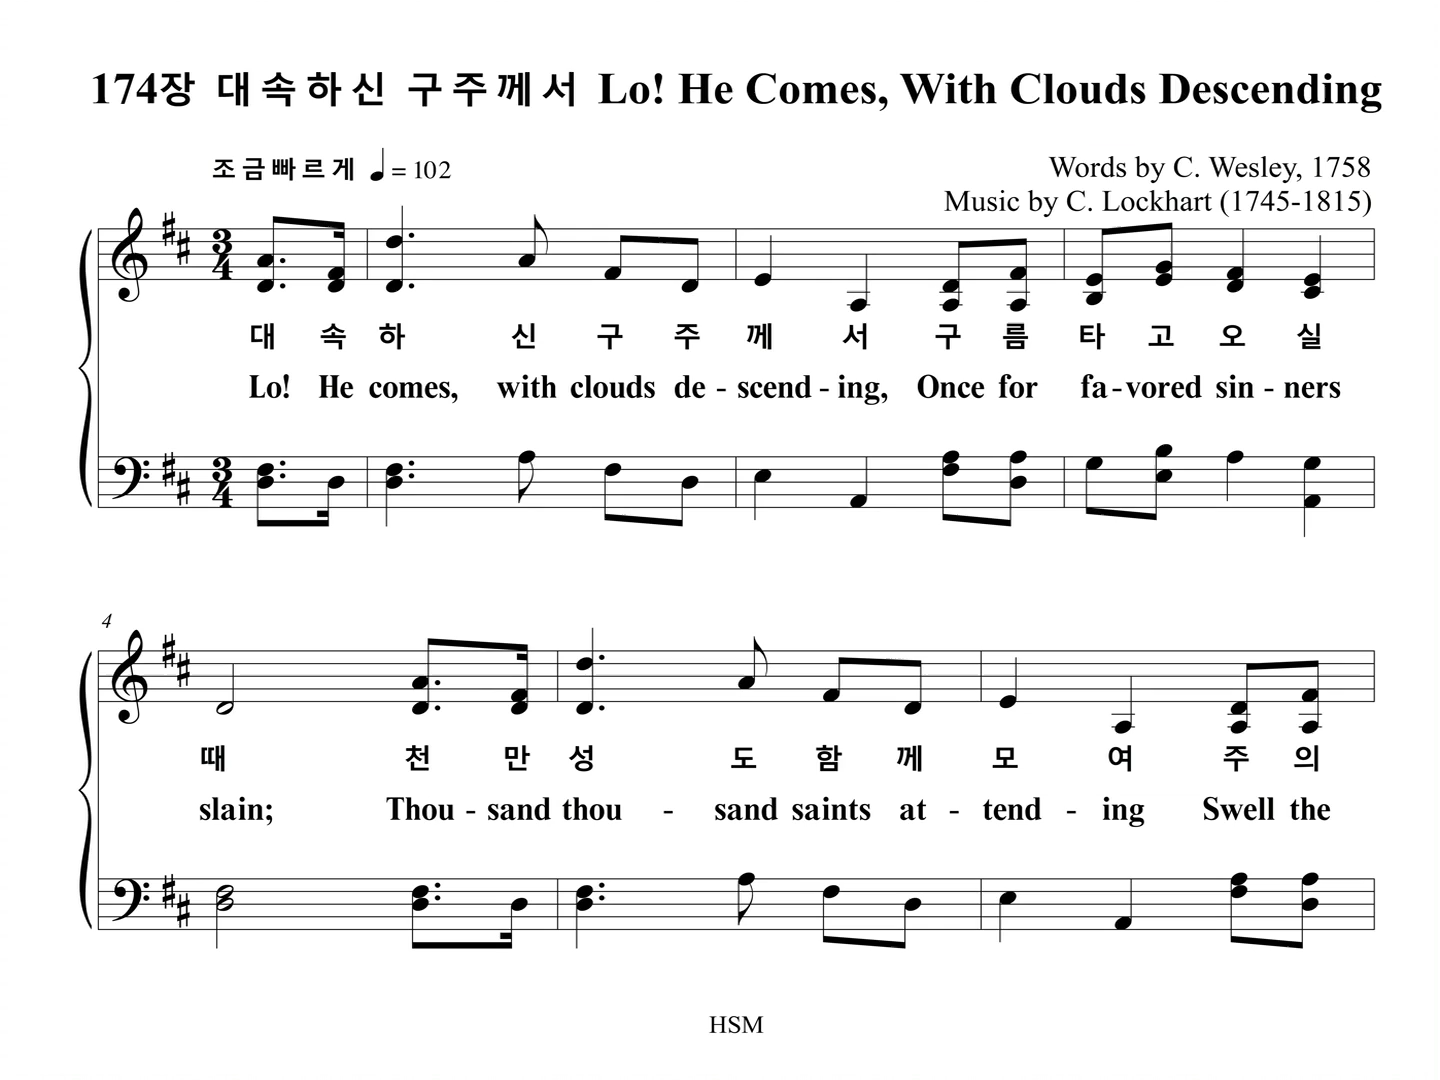 174장 대속하신 구주께서 Lo! He Comes, With Clouds Descending
조금빠르게 ♩ = 102
Words by C. Wesley, 1758
Music by C. Lockhart (1745-1815)
3 4
대 속 하 신 구 주 께 서 구 름 타 고 오 실
Lo! He comes, with clouds de - scend - ing, Once for fa - vored sin - ners
3 4
4
때 천 만 성 도 함 께 모 여 주 의
slain; Thou - sand thou - sand saints at - tend - ing Swell the
HSM